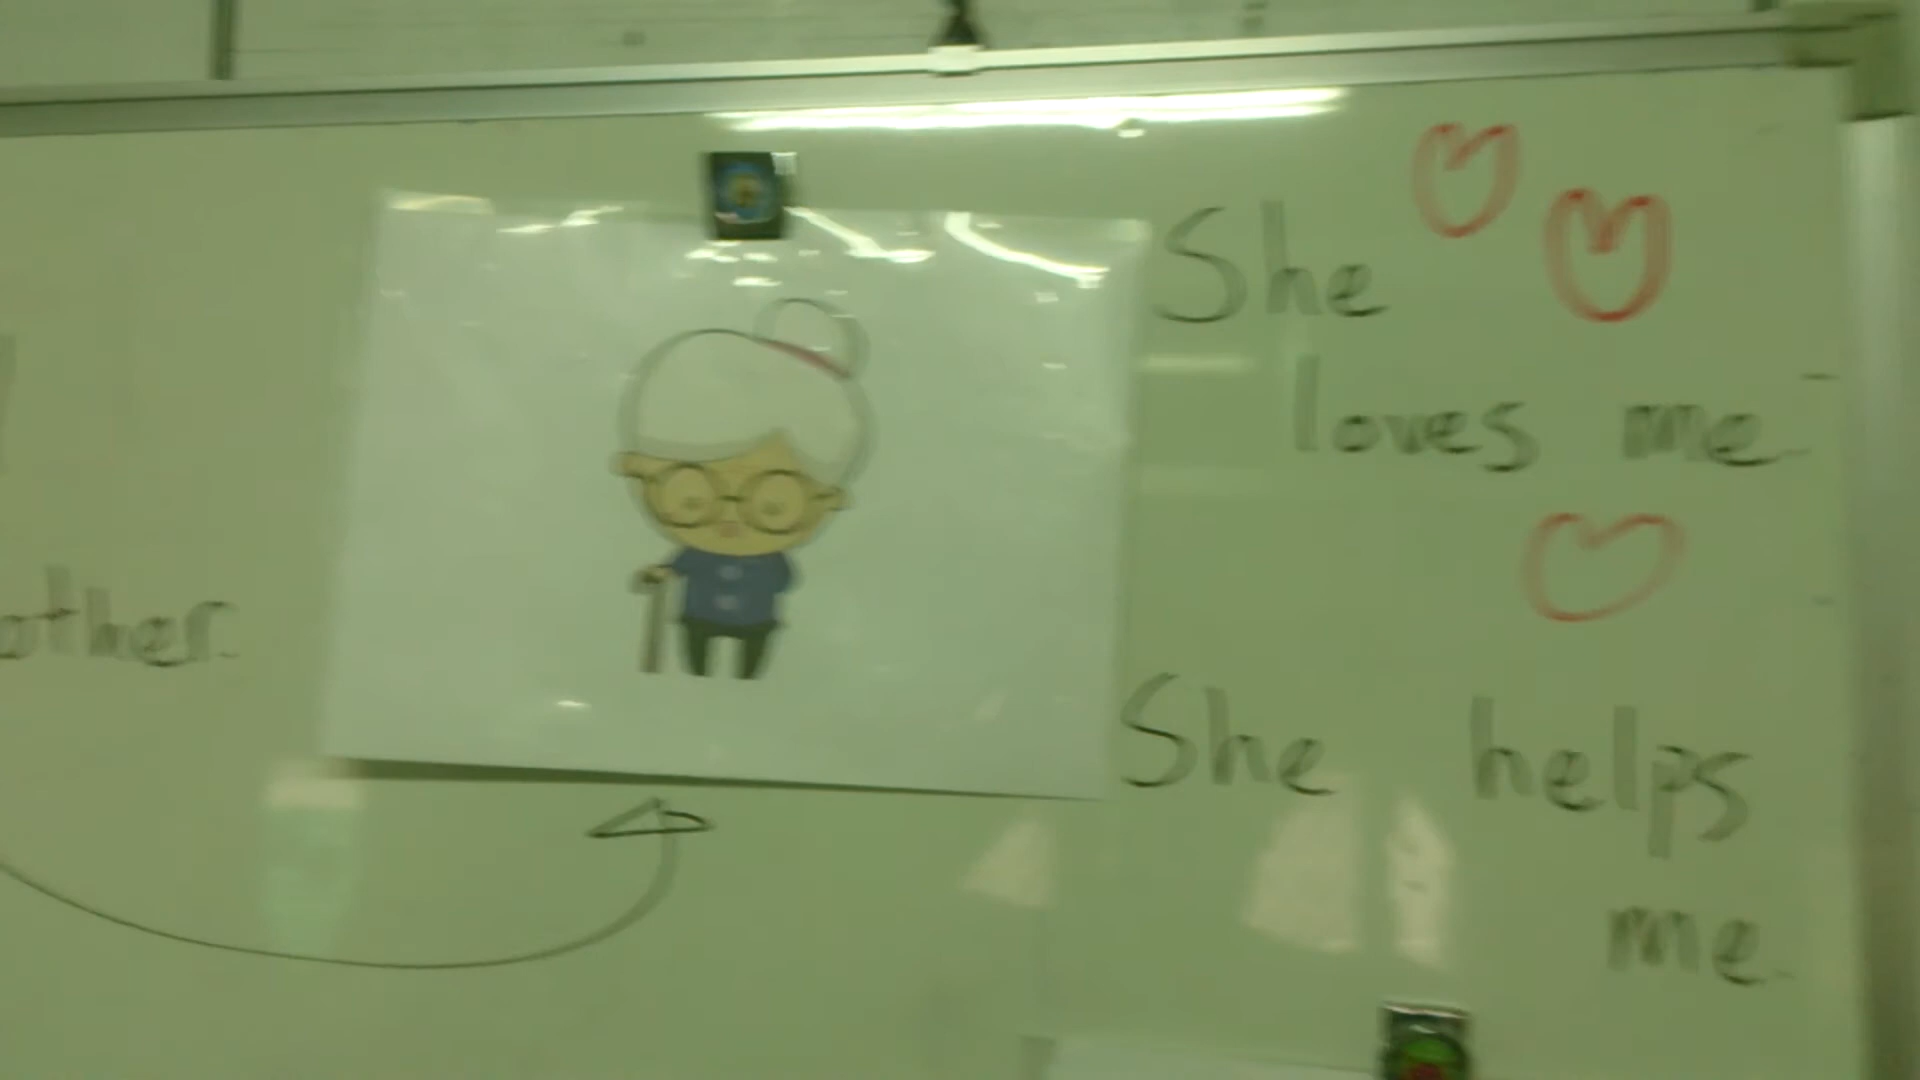 other.
She
loves me.
She helps
me.